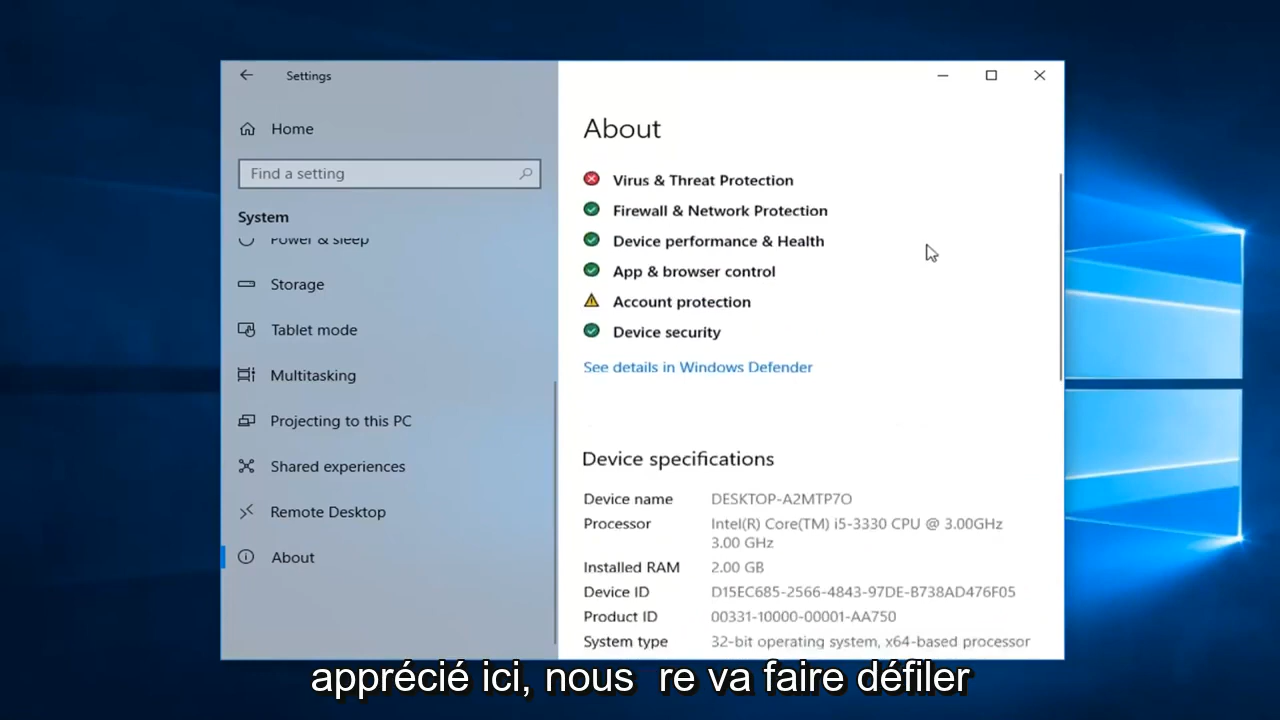 Settings
Home
Find a setting
System
Power & sleep
Storage
Tablet mode
Multitasking
Projecting to this PC
Shared experiences
Remote Desktop
About
About
Virus & Threat Protection
Firewall & Network Protection
Device performance & Health
App & browser control
Account protection
Device security
See details in Windows Defender
Device specifications
Device name DESKTOP-A2MTP7O
Processor Intel(R) Core(TM) i5-3330 CPU @ 3.00GHz
3.00 GHz
Installed RAM 2.00 GB
Device ID D15EC685-2566-4843-97DE-B738AD476F05
Product ID 00331-10000-00001-AA750
System type 32-bit operating system, x64-based processor
apprécié ici, nous re va faire défiler